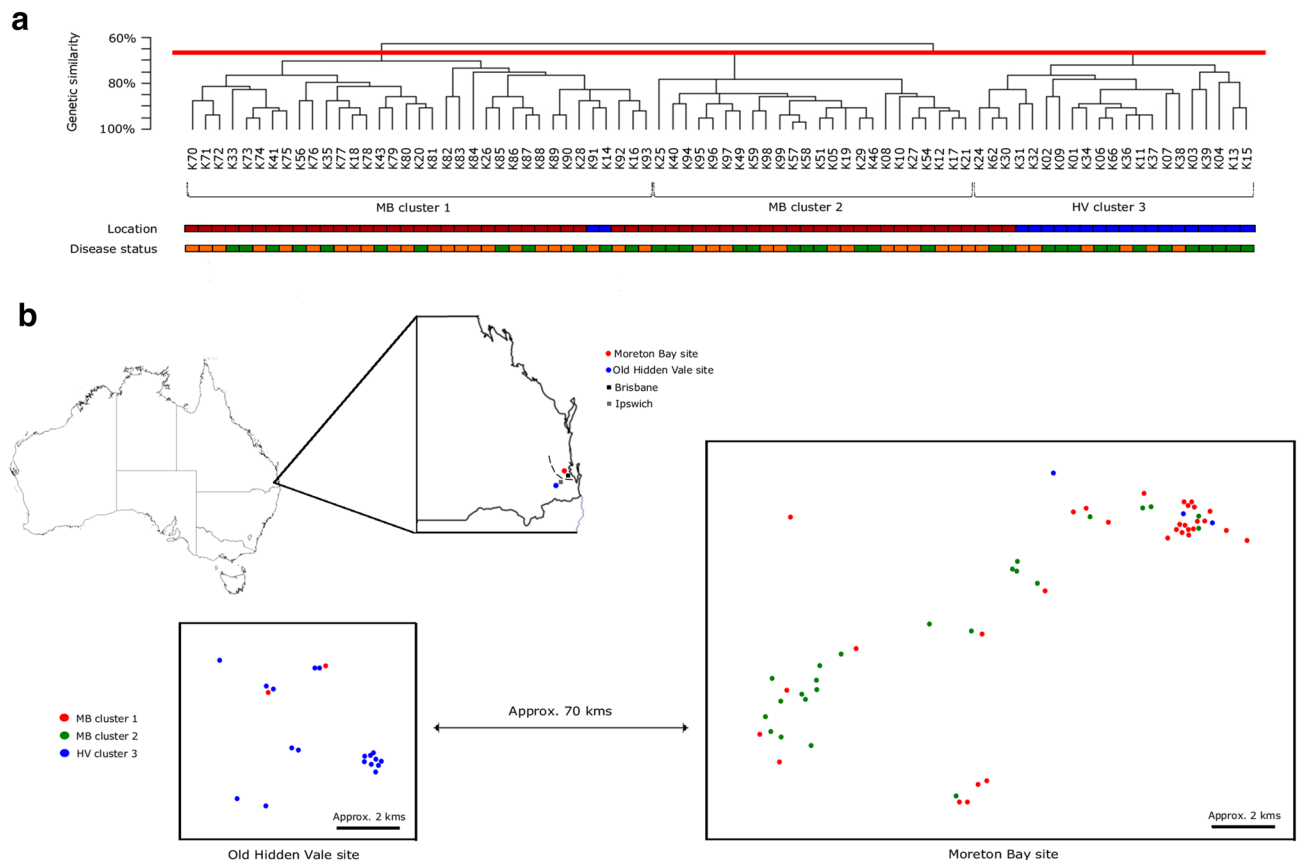 a
Genetic similarity
60%
80%
100%
K70 K71 K72 K33 K73 K74 K41 K75 K56 K76 K35 K77 K18 K78 K43 K79 K80 K20 K81 K82 K83 K84 K26 K85 K86 K87 K88 K89 K90 K28 K91 K14 K92 K16 K93 K25 K40 K94 K95 K96 K97 K49 K59 K98 K99 K57 K58 K51 K05 K19 K29 K46 K08 K10 K27 K54 K12 K17 K21 K24 K62 K30 K31 K32 K02 K09 K01 K34 K06 K66 K36 K11 K37 K07 K38 K03 K39 K04 K13 K15
MB cluster 1 MB cluster 2 HV cluster 3
Location
Disease status
b
Moreton Bay site
Old Hidden Vale site
Brisbane
Ipswich
MB cluster 1
MB cluster 2
HV cluster 3
Approx. 70 kms
Approx. 2 kms
Old Hidden Vale site
Approx. 2 kms
Moreton Bay site